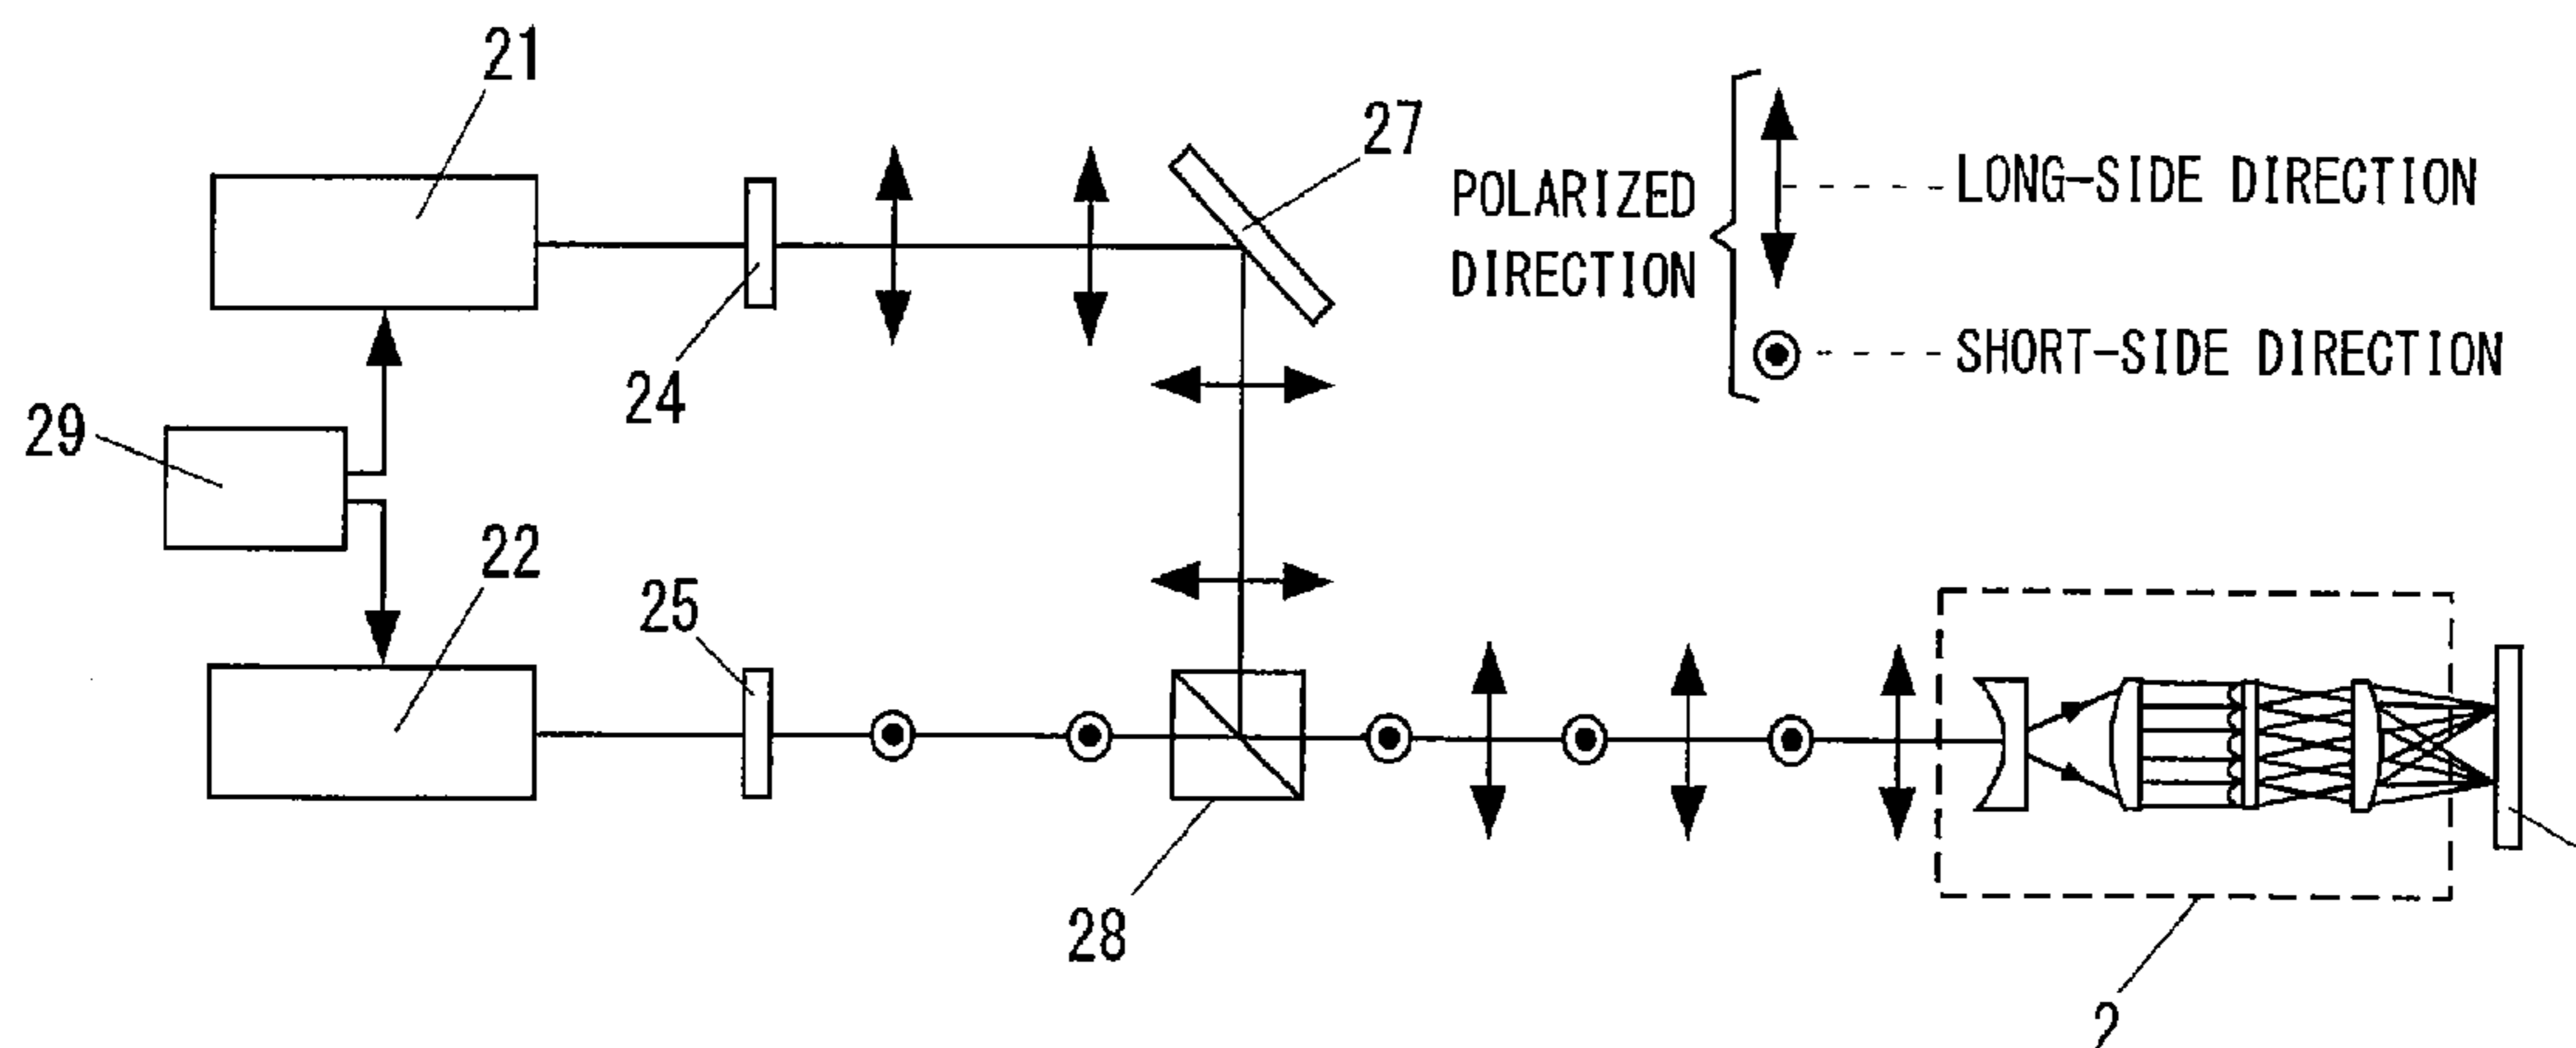 21
27
POLARIZED
DIRECTION
LONG-SIDE DIRECTION
SHORT-SIDE DIRECTION
24
29
22
25
28
2